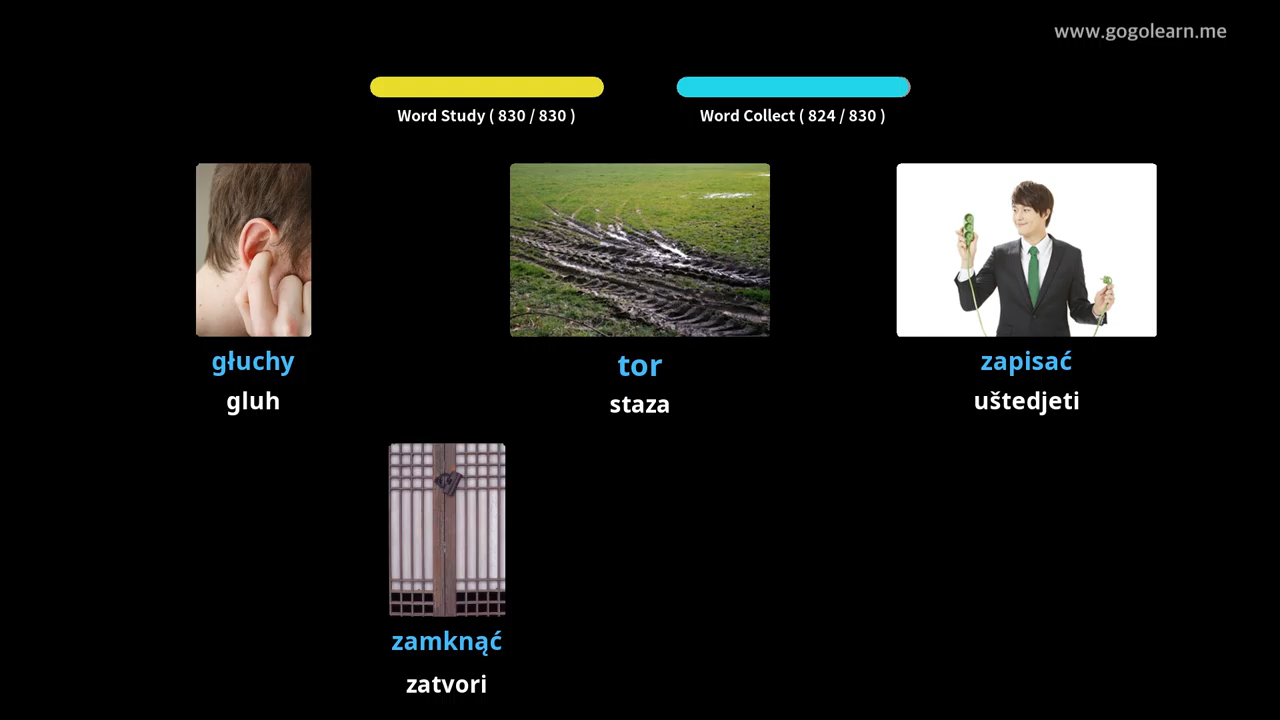 www.gogolearn.me
Word Study ( 830 / 830 )
Word Collect ( 824 / 830 )
głuchy
gluh
tor
staza
zapisać
uštedjeti
zamknąć
zatvori